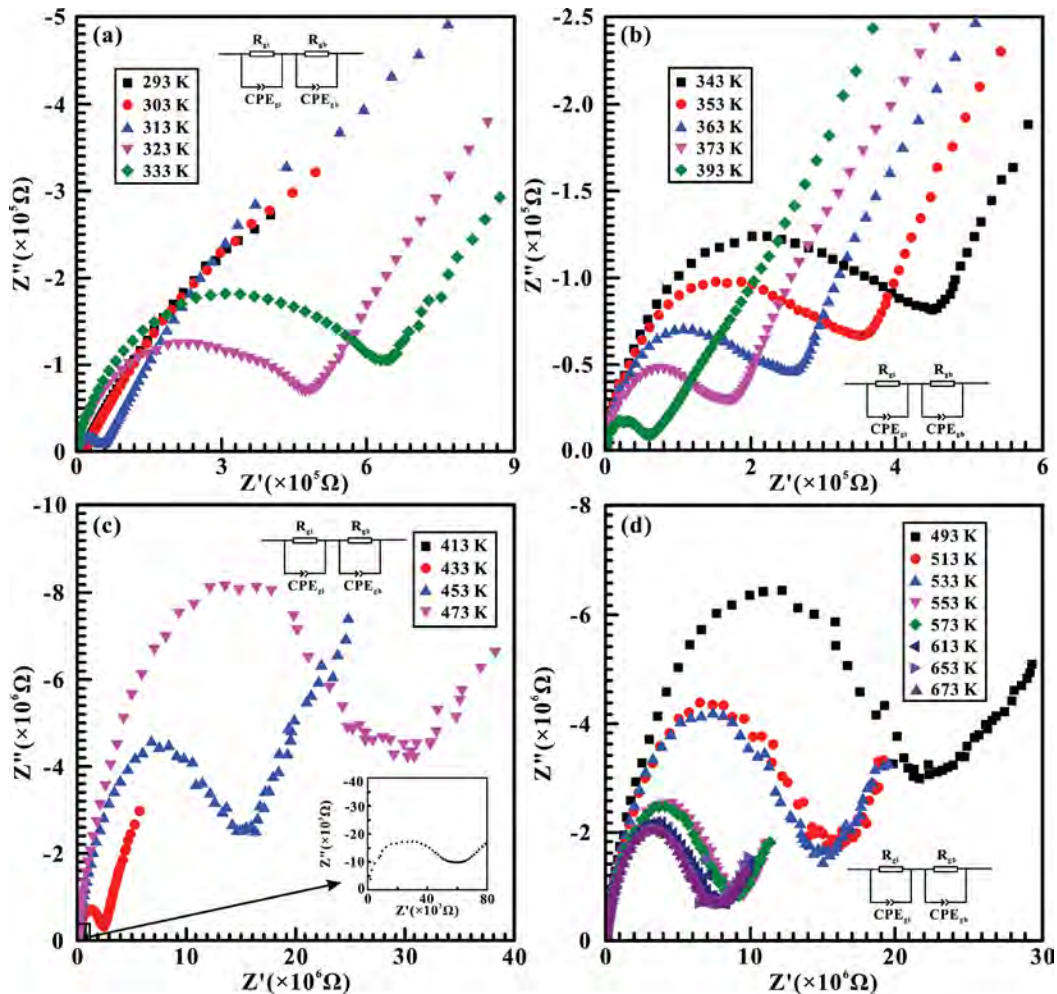 (a)
R_gi R_gb
CPE_gi CPE_gb
293 K
303 K
313 K
323 K
333 K
-5
-4
-3
-2
-1
0
0 3 6 9
Z''(×10⁵Ω)
Z'(×10⁵Ω)
(b)
343 K
353 K
363 K
373 K
393 K
R_gi R_gb
CPE_gi CPE_gb
-2.5
-2.0
-1.5
-1.0
-0.5
-0.0
0 2 4 6
Z''(×10⁵Ω)
Z'(×10⁵Ω)
(c)
R_gi R_gb
CPE_gi CPE_gb
413 K
433 K
453 K
473 K
-10
-8
-6
-4
-2
0
0 10 20 30 40
Z''(×10⁶Ω)
Z'(×10⁶Ω)
-40
-30
-20
-10
0
0 40 80
(d)
493 K
513 K
533 K
553 K
573 K
613 K
653 K
673 K
R_gi R_gb
CPE_gi CPE_gb
-8
-6
-4
-2
0
0 10 20 30
Z''(×10⁶Ω)
Z'(×10⁶Ω)